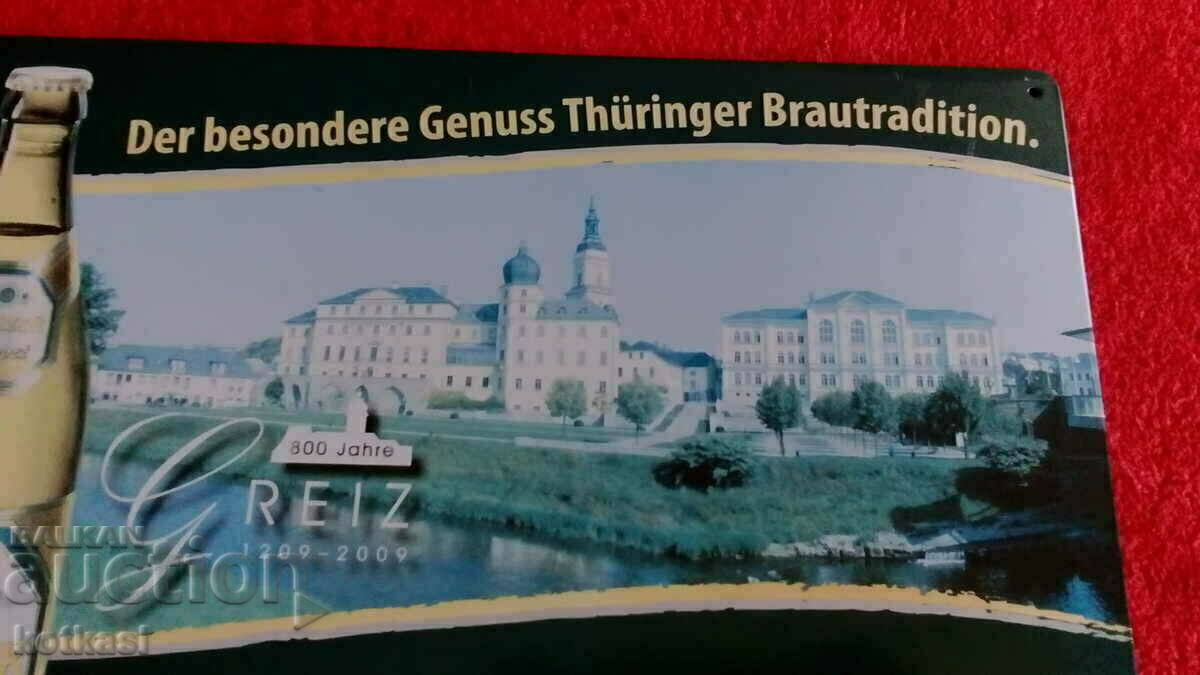 Der besondere Genuss Thüringer Brautradition.
800 Jahre
GREIZ
1209-2009
BALKAN
auction
kotkasi